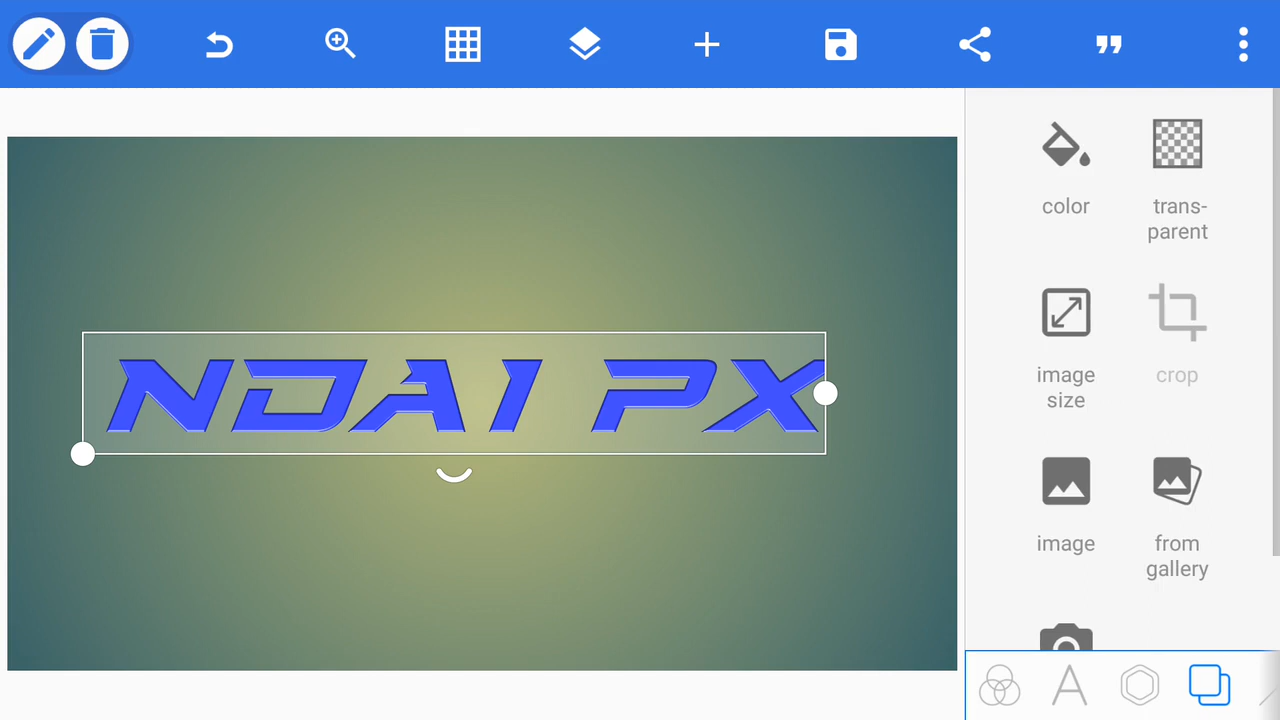 NDAI PX
color
trans-
parent
image
size
crop
image
from
gallery